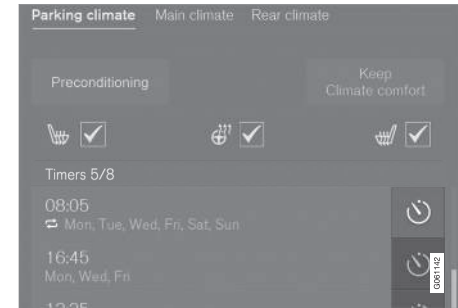 Parking climate Main climate Rear climate
Preconditioning
Keep
Climate comfort
Timers 5/8
08:05
Mon, Tue, Wed, Fri, Sat, Sun
16:45
Mon, Wed, Fri
G061142